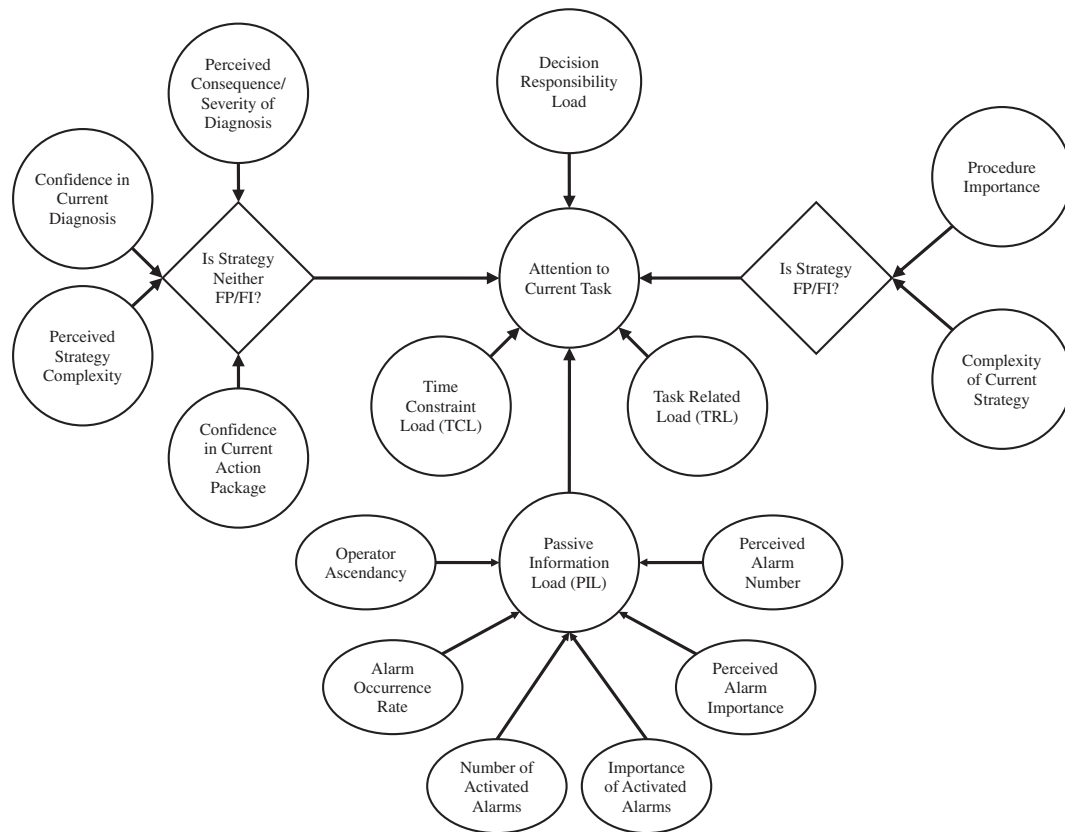 Perceived
Consequence/
Severity of
Diagnosis
Decision
Responsibility
Load
Confidence in
Current
Diagnosis
Procedure
Importance
Is Strategy
Neither
FP/FI?
Attention to
Current Task
Is Strategy
FP/FI?
Perceived
Strategy
Complexity
Time
Constraint
Load (TCL)
Task Related
Load (TRL)
Complexity
of Current
Strategy
Confidence
in Current
Action
Package
Operator
Ascendancy
Passive
Information
Load (PIL)
Perceived
Alarm
Number
Alarm
Occurrence
Rate
Perceived
Alarm
Importance
Number of
Activated
Alarms
Importance
of Activated
Alarms